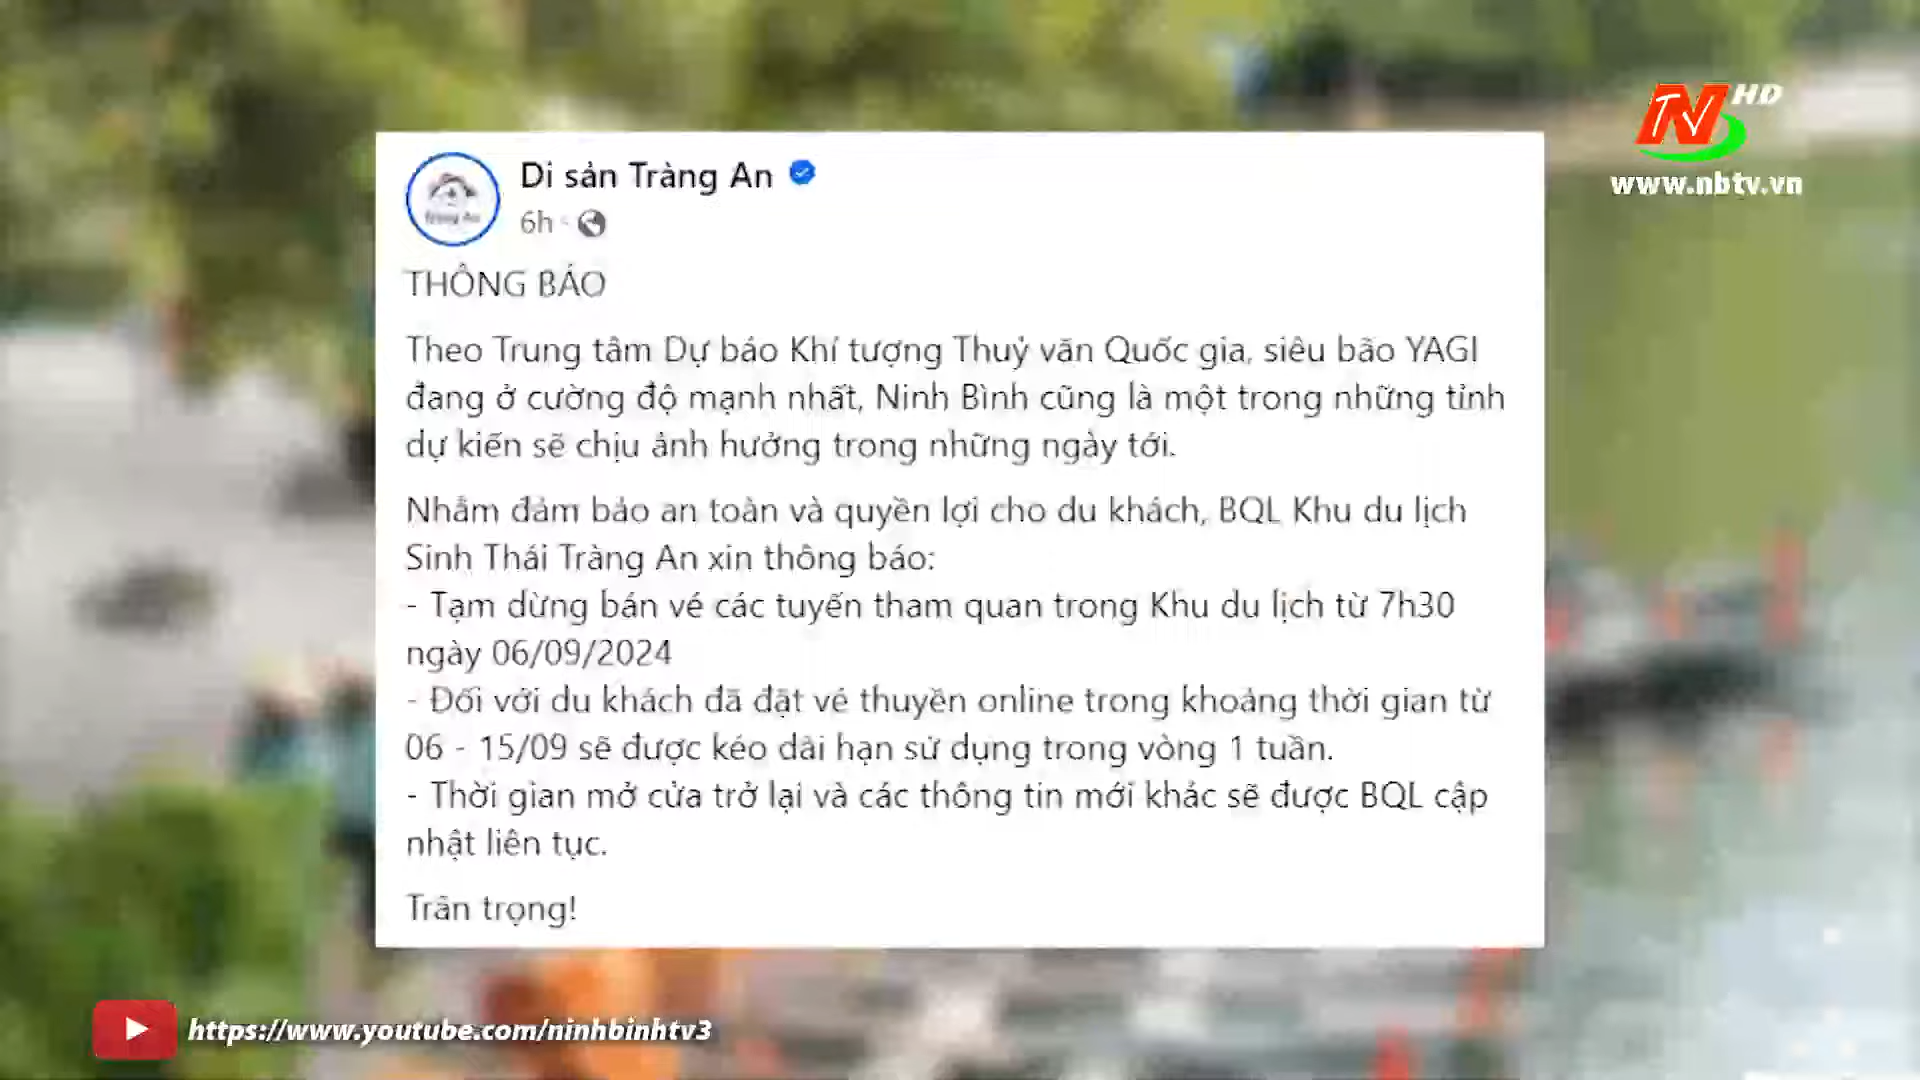 NTV HD
www.nbtv.vn
Di sản Tràng An
6h ·
THÔNG BÁO
Theo Trung tâm Dự báo Khí tượng Thuỷ văn Quốc gia, siêu bão YAGI
đang ở cường độ mạnh nhất, Ninh Bình cũng là một trong những tỉnh
dự kiến sẽ chịu ảnh hưởng trong những ngày tới.
Nhằm đảm bảo an toàn và quyền lợi cho du khách, BQL Khu du lịch
Sinh Thái Tràng An xin thông báo:
- Tạm dừng bán vé các tuyến tham quan trong Khu du lịch từ 7h30
ngày 06/09/2024
- Đối với du khách đã đặt vé thuyền online trong khoảng thời gian từ
06 - 15/09 sẽ được kéo dài hạn sử dụng trong vòng 1 tuần.
- Thời gian mở cửa trở lại và các thông tin mới khác sẽ được BQL cập
nhật liên tục.
Trân trọng!
https://www.youtube.com/ninhbinhtv3